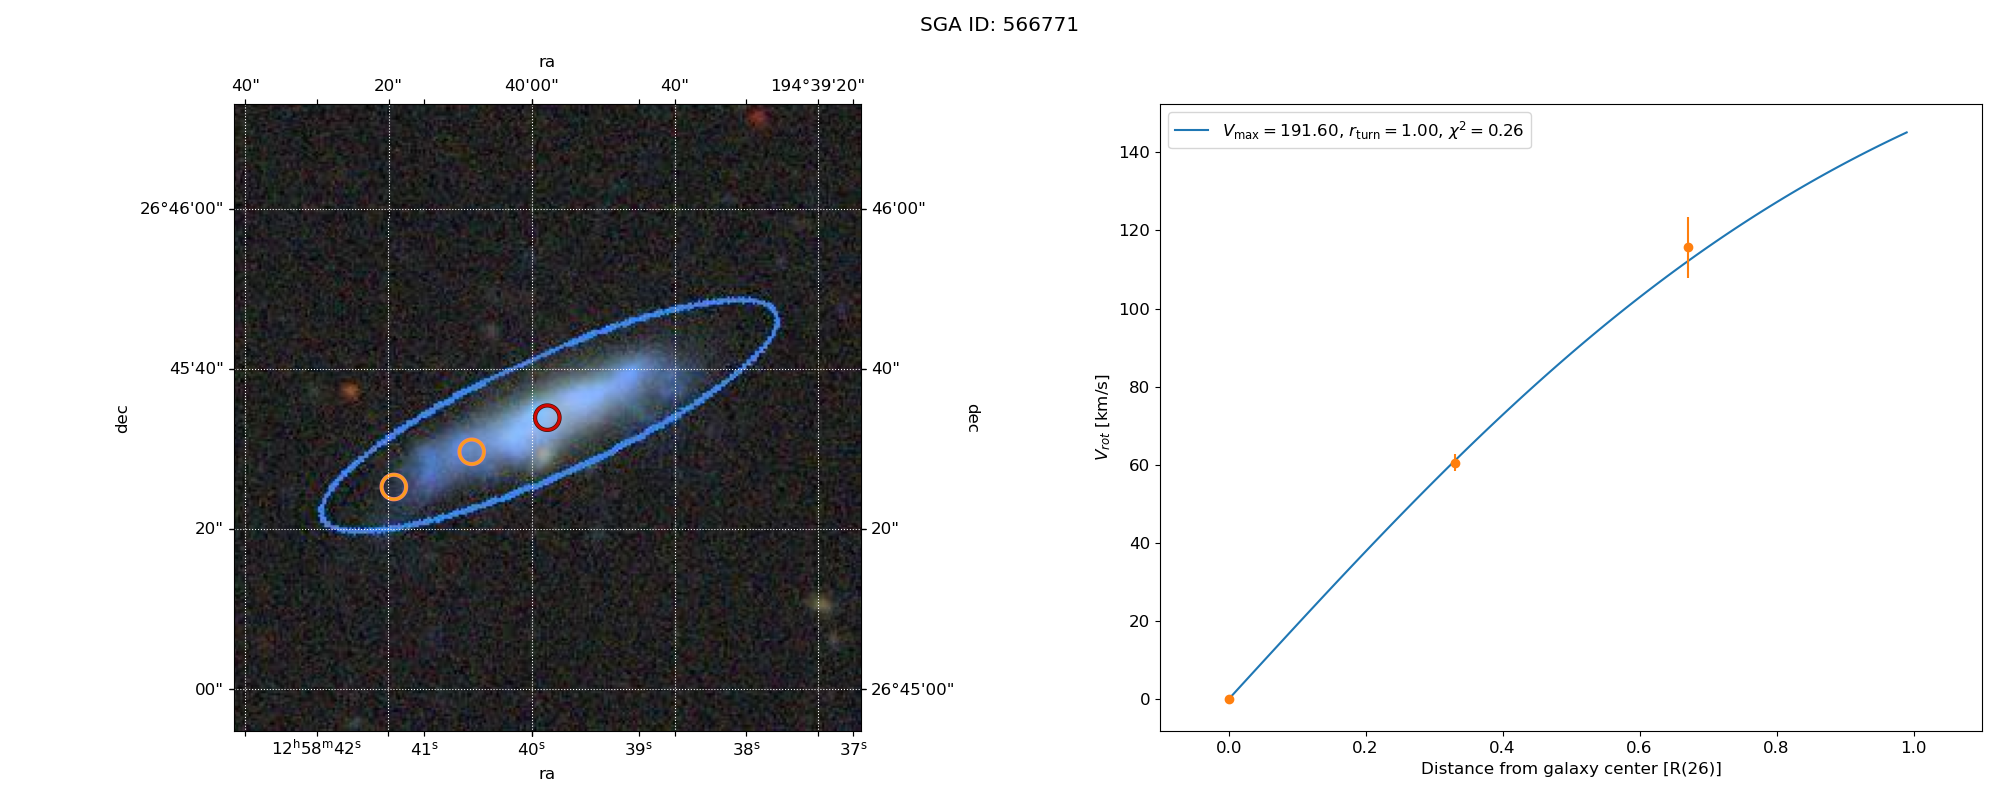 SGA ID: 566771
ra
40" 20" 40'00" 40" 194°39'20"
26°46'00" 46'00"
45'40" 40"
dec dec
20" 20"
00" 26°45'00"
12ʰ58ᵐ42ˢ 41ˢ 40ˢ 39ˢ 38ˢ 37ˢ
ra
V_max = 191.60, r_turn = 1.00, χ² = 0.26
140
120
100
80
60
40
20
0
V_rot [km/s]
0.0 0.2 0.4 0.6 0.8 1.0
Distance from galaxy center [R(26)]